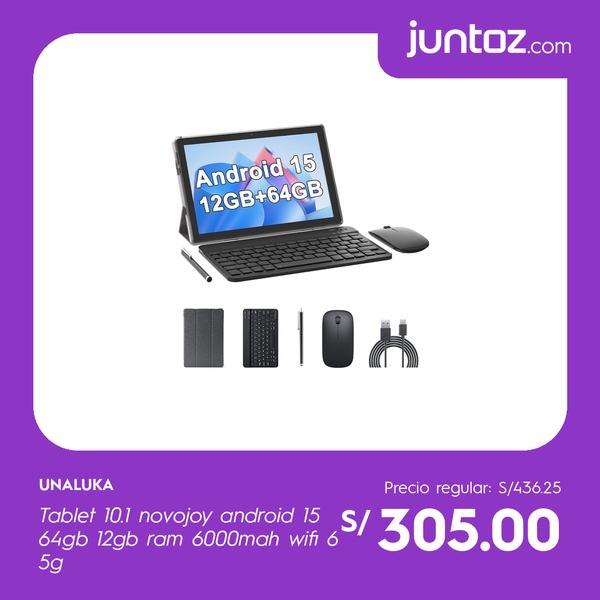 juntoz.com
Android 15
12GB+64GB
UNALUKA
Tablet 10.1 novojoy android 15
64gb 12gb ram 6000mah wifi 6
5g
Precio regular: S/436.25
S/ 305.00